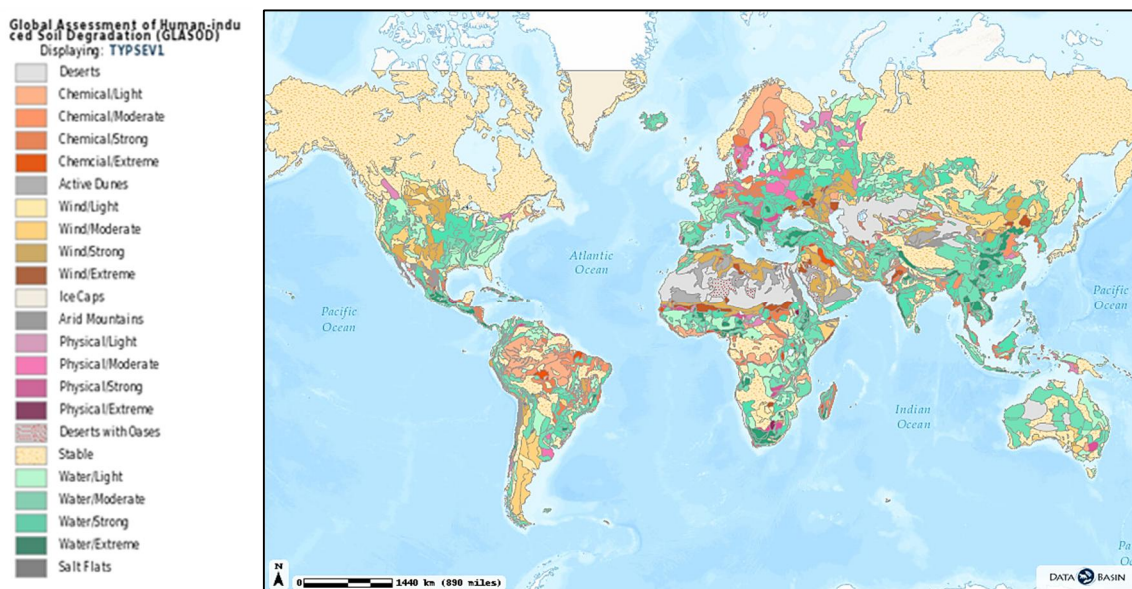 Global Assessment of Human-indu
ced Soil Degradation (GLASOD)
Displaying: TYPSEV1
Deserts
Chemical/Light
Chemical/Moderate
Chemical/Strong
Chemcial/Extreme
Active Dunes
Wind/Light
Wind/Moderate
Wind/Strong
Wind/Extreme
Ice Caps
Arid Mountains
Physical/Light
Physical/Moderate
Physical/Strong
Physical/Extreme
Deserts with Oases
Stable
Water/Light
Water/Moderate
Water/Strong
Water/Extreme
Salt Flats
Atlantic
Ocean
Pacific
Ocean
Pacific
Ocean
Indian
Ocean
Pa
N
0 1440 km (890 miles)
DATA BASIN